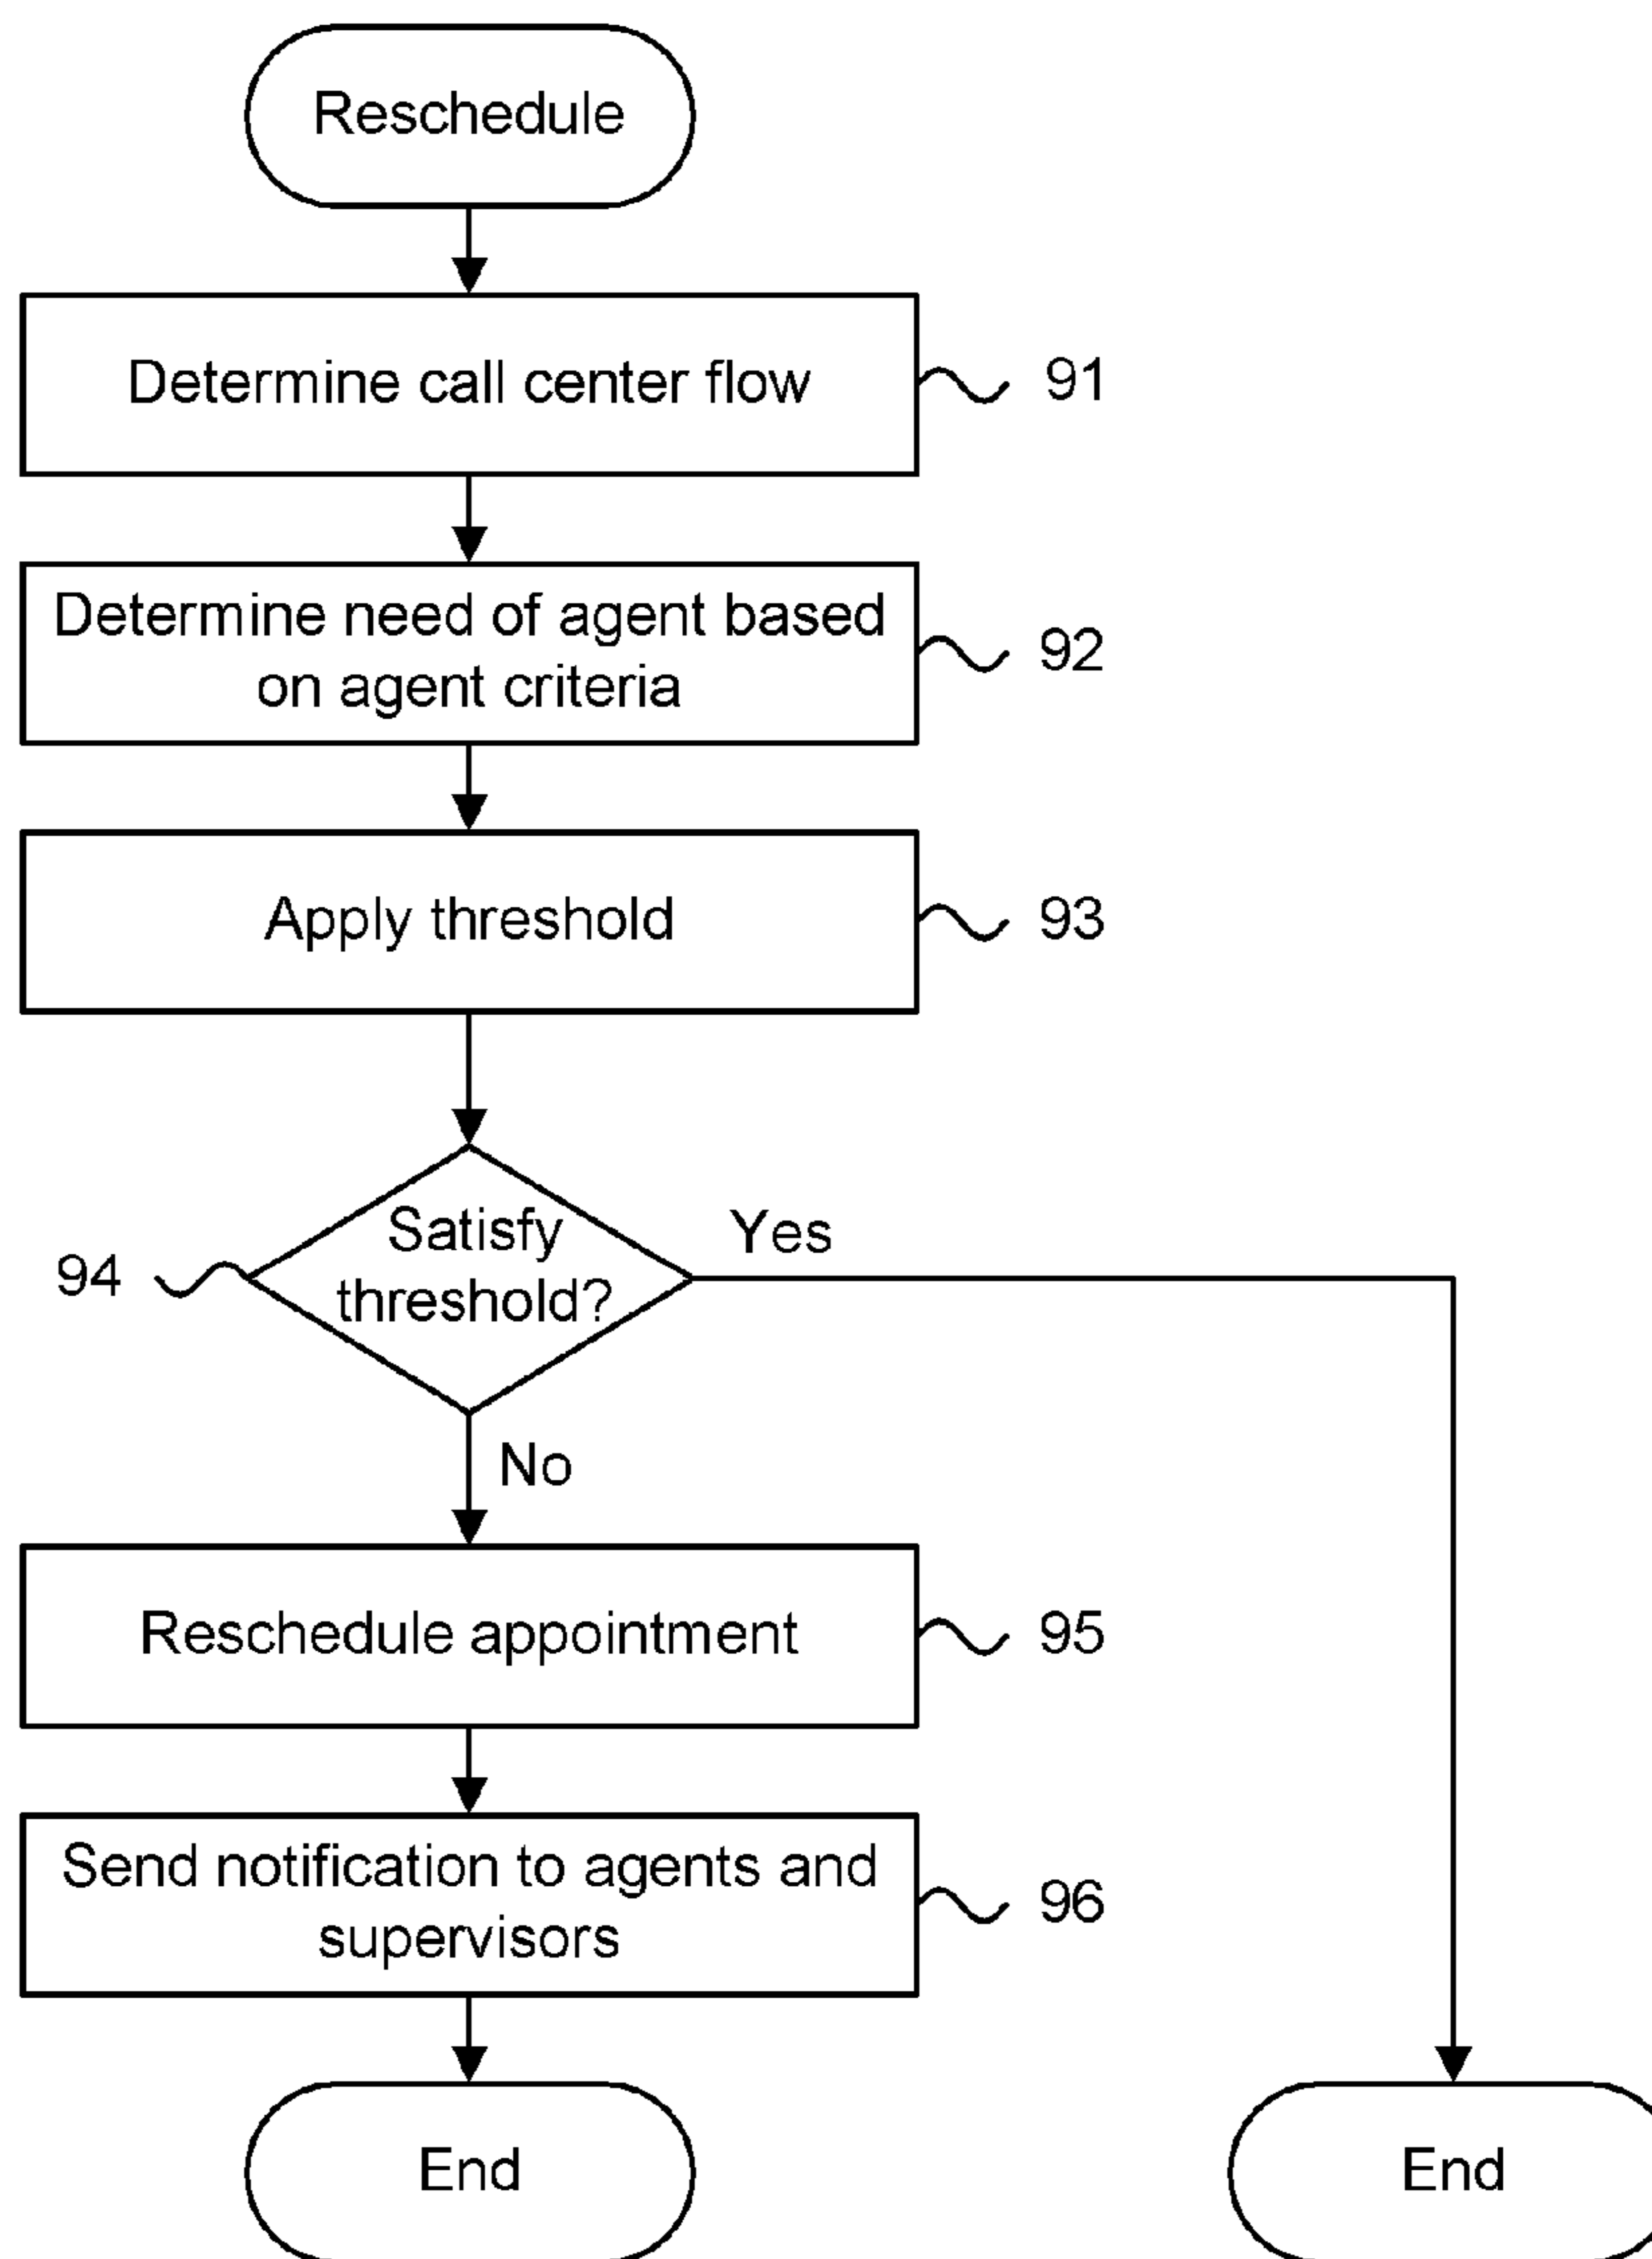 Reschedule
Determine call center flow
91
Determine need of agent based
on agent criteria
92
Apply threshold
93
Satisfy
threshold?
94
Yes
No
Reschedule appointment
95
Send notification to agents and
supervisors
96
End
End